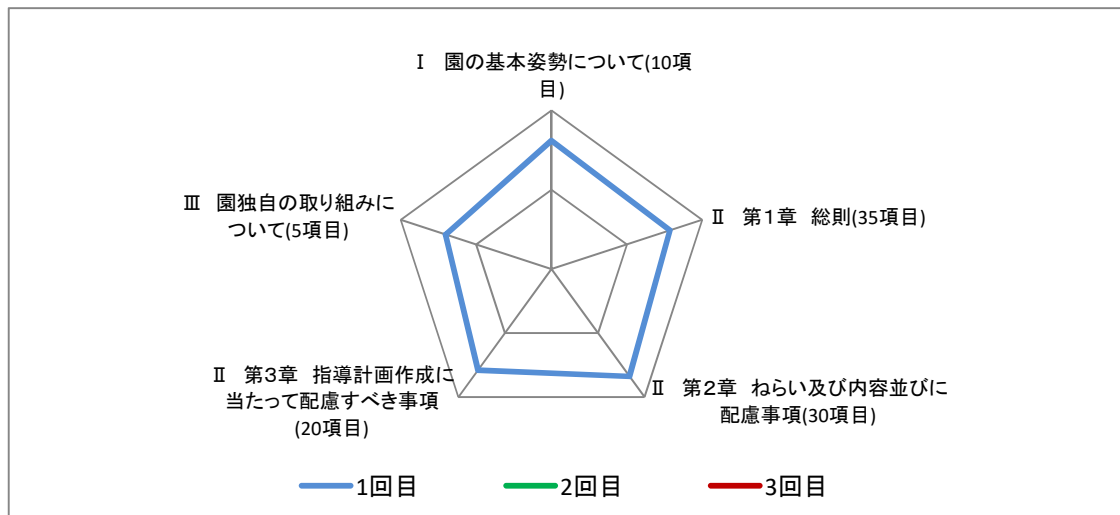 Ⅰ　園の基本姿勢について(10項
目)
Ⅱ　第１章　総則(35項目)
Ⅱ　第２章　ねらい及び内容並びに
配慮事項(30項目)
Ⅱ　第３章　指導計画作成に
当たって配慮すべき事項
(20項目)
Ⅲ　園独自の取り組みに
ついて(5項目)
1回目
2回目
3回目